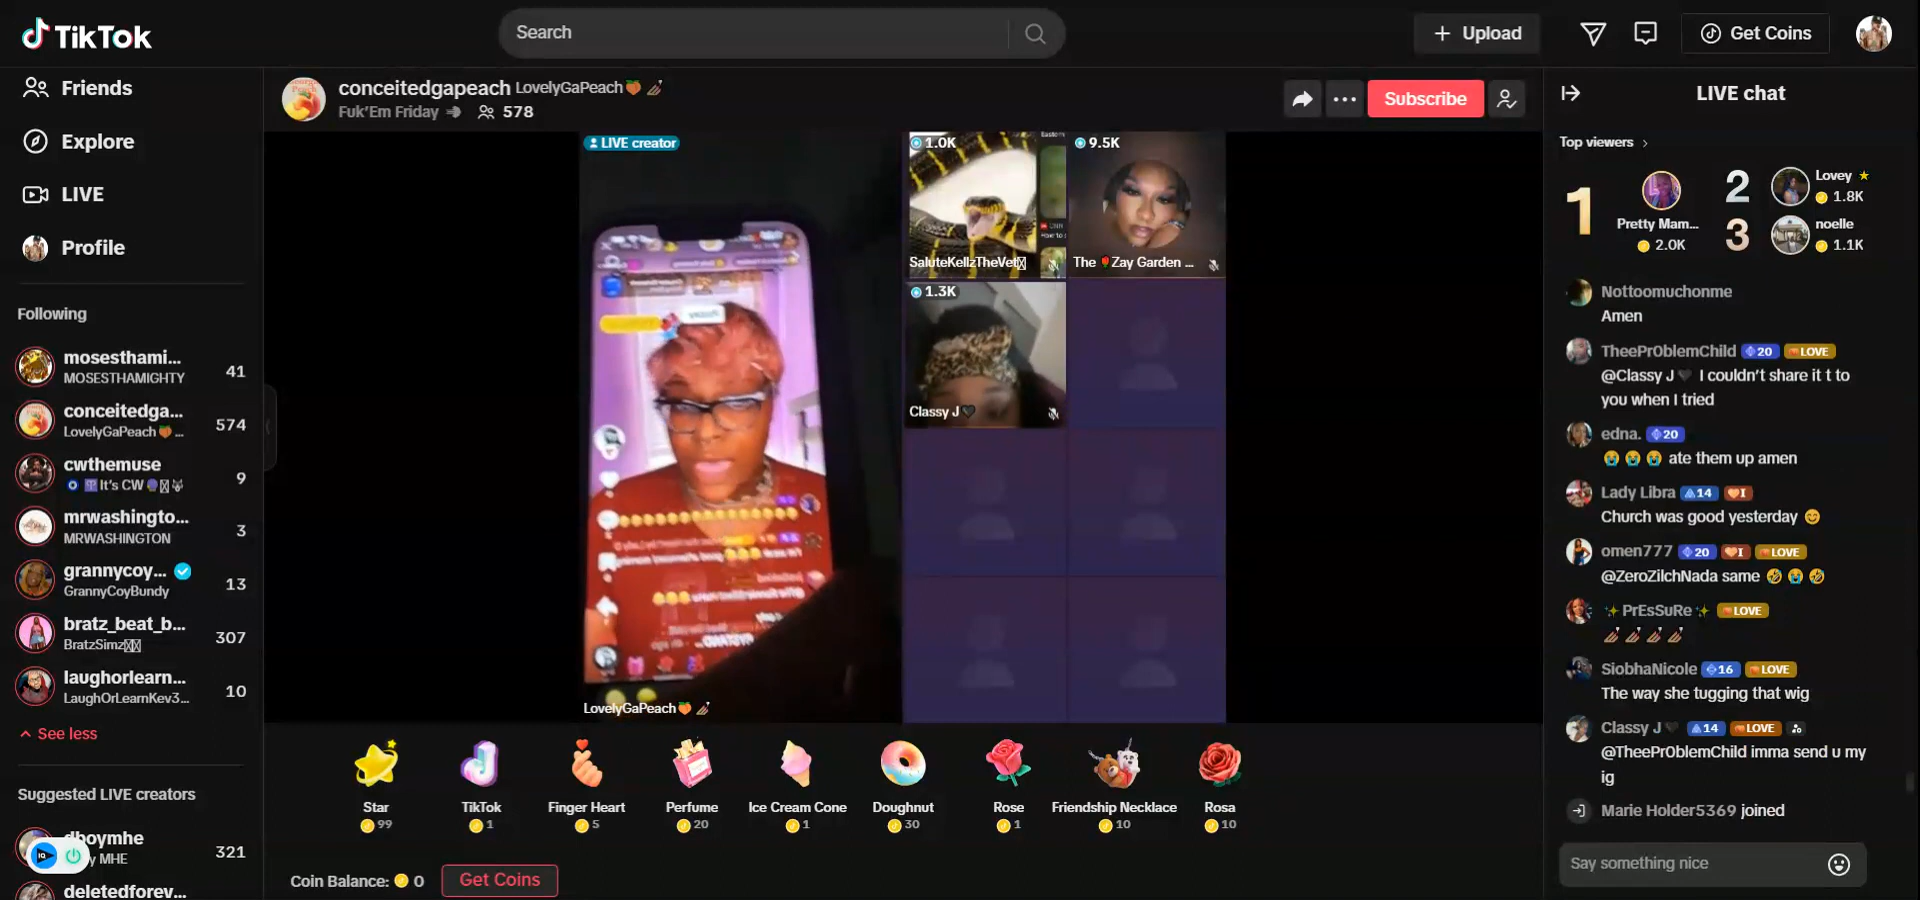 TikTok
Search
Upload
Get Coins
Friends
Explore
LIVE
Profile
Following
mosesthami...
MOSESTHAMIGHTY
41
conceitedga...
LovelyGaPeach🍑 ...
574
cwthemuse
It's CW
9
mrwashingto...
MRWASHINGTON
3
grannycoy...
GrannyCoyBundy
13
bratz_beat_b...
BratzSimz
307
laughorlearn...
LaughOrLearnKev3...
10
See less
Suggested LIVE creators
dboymhe
y MHE
321
deletedforev...
conceitedgapeach LovelyGaPeach🍑💅🏾
Fuk'Em Friday 578
Subscribe
LIVE creator
LovelyGaPeach🍑💅🏾
1.0K
SaluteKellzTheVet
9.5K
The 🌹Zay Garden ...
1.3K
Classy J🖤
Star
99
TikTok
1
Finger Heart
5
Perfume
20
Ice Cream Cone
1
Doughnut
30
Rose
1
Friendship Necklace
10
Rosa
10
Coin Balance: 0
Get Coins
LIVE chat
Top viewers
1
Pretty Mam...
2.0K
2
Lovey
1.8K
3
noelle
1.1K
Nottoomuchonme
Amen
TheePr0blemChild 20 LOVE
@Classy J🖤 I couldn't share it t to
you when I tried
edna. 20
😭😭😭 ate them up amen
Lady Libra 14 I
Church was good yesterday 😊
omen777 20 I LOVE
@ZeroZilchNada same 🤣😭🤣
✨PrEsSuRe✨ LOVE
💅🏾💅🏾💅🏾💅🏾
SiobhaNicole 16 LOVE
The way she tugging that wig
Classy J🖤 14 LOVE
@TheePr0blemChild imma send u my
ig
Marie Holder5369 joined
Say something nice